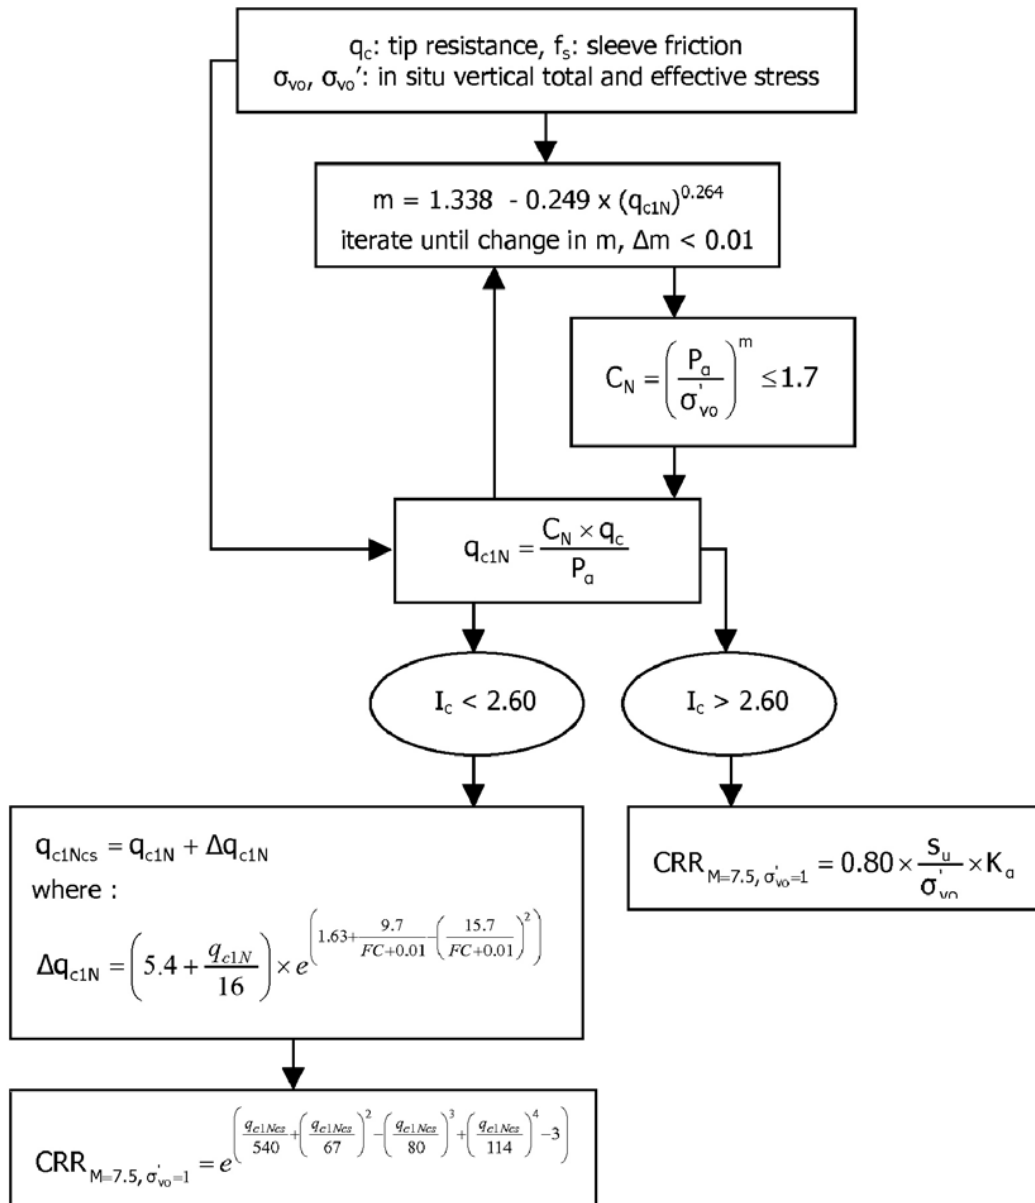 q_c: tip resistance, f_s: sleeve friction
σ_vo, σ_vo′: in situ vertical total and effective stress
m = 1.338 - 0.249 x (q_c1N)^0.264
iterate until change in m, Δm < 0.01
C_N = (P_a / σ'_vo)^m ≤ 1.7
q_c1N = (C_N × q_c) / P_a
I_c < 2.60
I_c > 2.60
q_c1Ncs = q_c1N + Δq_c1N
where :
Δq_c1N = (5.4 + q_c1N / 16) × e^(1.63 + 9.7 / (FC+0.01) - (15.7 / (FC+0.01))^2)
CRR_M=7.5, σ'_vo=1 = 0.80 × s_u / σ'_vo × K_α
CRR_M=7.5, σ'_vo=1 = e^(q_c1Ncs / 540 + (q_c1Ncs / 67)^2 - (q_c1Ncs / 80)^3 + (q_c1Ncs / 114)^4 - 3)